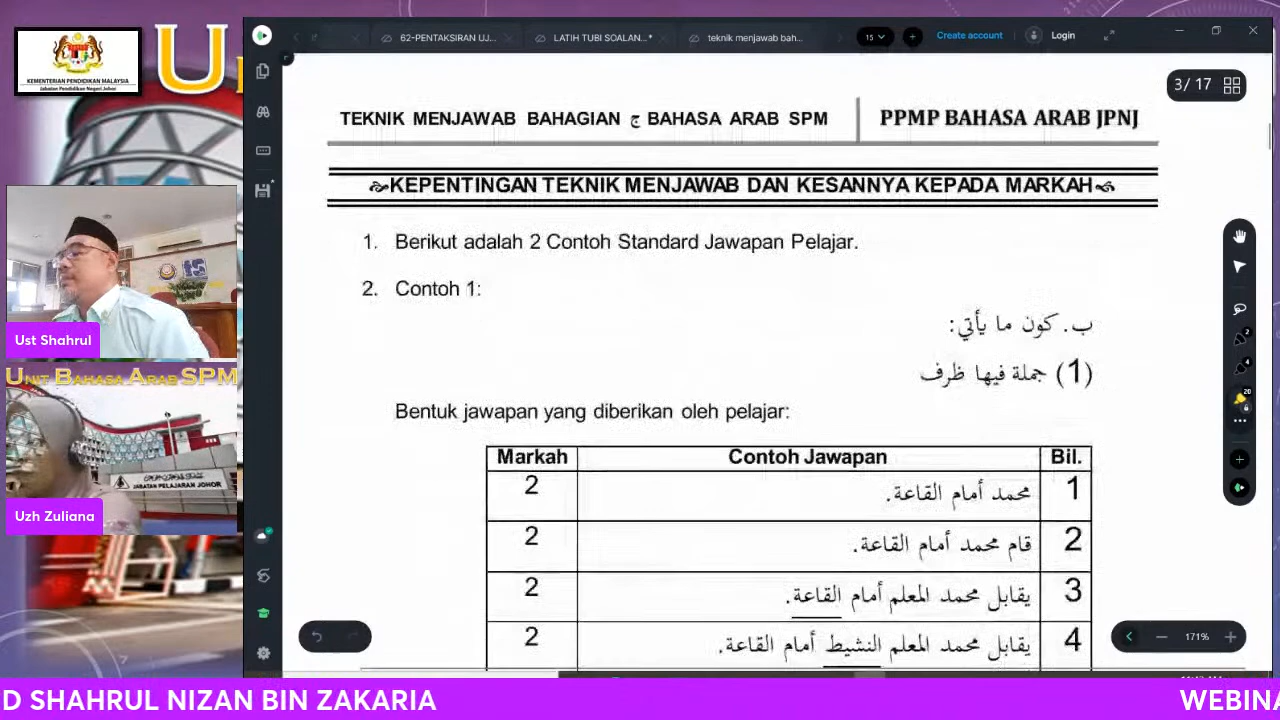 KEMENTERIAN PENDIDIKAN MALAYSIA
Jabatan Pendidikan Negeri Johor
62-PENTAKSIRAN UJ...
LATIH TUBI SOALAN...*
teknik menjawab bah...
15
Create account
Login
3/ 17
TEKNIK MENJAWAB BAHAGIAN ج BAHASA ARAB SPM
PPMP BAHASA ARAB JPNJ
KEPENTINGAN TEKNIK MENJAWAB DAN KESANNYA KEPADA MARKAH
1. Berikut adalah 2 Contoh Standard Jawapan Pelajar.
2. Contoh 1:
ب. كون ما يأتي:
(1) جملة فيها ظرف
Bentuk jawapan yang diberikan oleh pelajar:
Markah Contoh Jawapan Bil.
2 محمد أمام القاعة. 1
2 قام محمد أمام القاعة. 2
2 يقابل محمد المعلم أمام القاعة. 3
2 يقابل محمد المعلم النشيط أمام القاعة. 4
171%
Ust Shahrul
UNIT BAHASA ARAB SPM
JABATAN PELAJARAN JOHOR
Uzh Zuliana
D SHAHRUL NIZAN BIN ZAKARIA
WEBINA